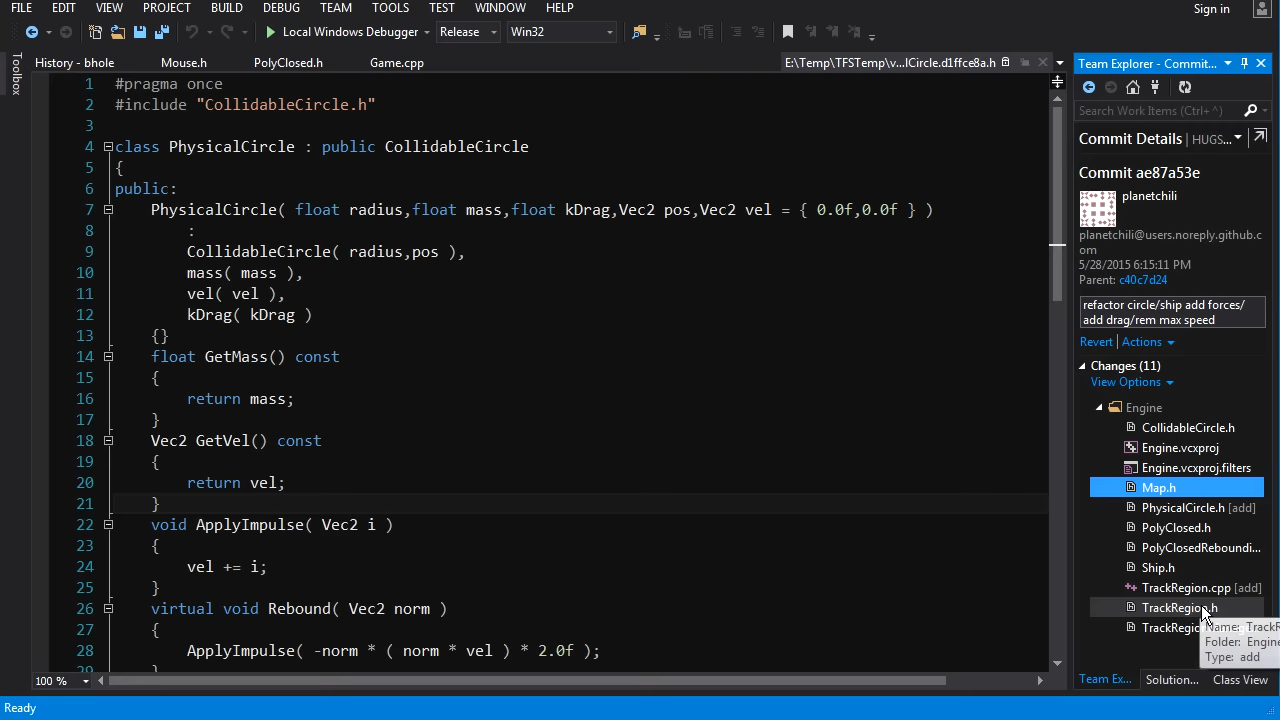 FILE EDIT VIEW PROJECT BUILD DEBUG TEAM TOOLS TEST WINDOW HELP Sign in
Local Windows Debugger Release Win32
Toolbox
History - bhole Mouse.h PolyClosed.h Game.cpp E:\Temp\TFSTemp\v...lCircle.d1ffce8a.h
1 #pragma once
2 #include "CollidableCircle.h"
3
4 class PhysicalCircle : public CollidableCircle
5 {
6 public:
7 PhysicalCircle( float radius,float mass,float kDrag,Vec2 pos,Vec2 vel = { 0.0f,0.0f } )
8 :
9 CollidableCircle( radius,pos ),
10 mass( mass ),
11 vel( vel ),
12 kDrag( kDrag )
13 {}
14 float GetMass() const
15 {
16 return mass;
17 }
18 Vec2 GetVel() const
19 {
20 return vel;
21 }
22 void ApplyImpulse( Vec2 i )
23 {
24 vel += i;
25 }
26 virtual void Rebound( Vec2 norm )
27 {
28 ApplyImpulse( -norm * ( norm * vel ) * 2.0f );
29 }
100 %
Team Explorer - Commit...
Search Work Items (Ctrl+^)
Commit Details | HUGS...
Commit ae87a53e
planetchili
planetchili@users.noreply.github.c
om
5/28/2015 6:15:11 PM
Parent: c40c7d24
refactor circle/ship add forces/
add drag/rem max speed
Revert | Actions
Changes (11)
View Options
Engine
CollidableCircle.h
Engine.vcxproj
Engine.vcxproj.filters
Map.h
PhysicalCircle.h [add]
PolyClosed.h
PolyClosedReboundi...
Ship.h
TrackRegion.cpp [add]
TrackRegion.h
TrackRegi
Name: TrackR
Folder: Engine
Type: add
Team Ex... Solution... Class View
Ready